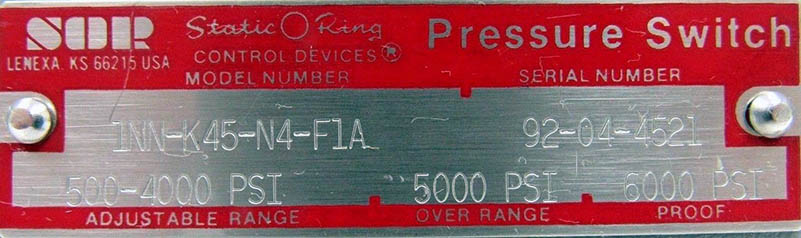 SOR Static O Ring Pressure Switch
LENEXA, KS 66215 USA CONTROL DEVICES®
MODEL NUMBER SERIAL NUMBER
1NN-K45-N4-F1A 92-04-4521
500-4000 PSI 5000 PSI 6000 PSI
ADJUSTABLE RANGE OVER RANGE PROOF